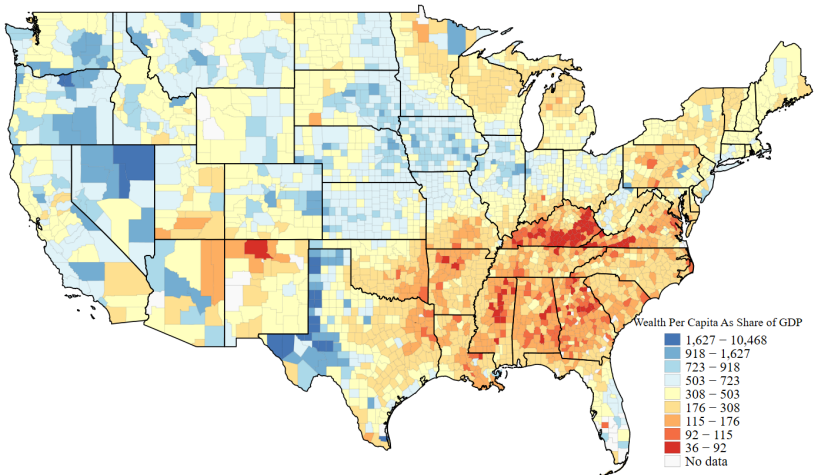 Wealth Per Capita As Share of GDP
1,627 − 10,468
918 − 1,627
723 − 918
503 − 723
308 − 503
176 − 308
115 − 176
92 − 115
36 − 92
No data